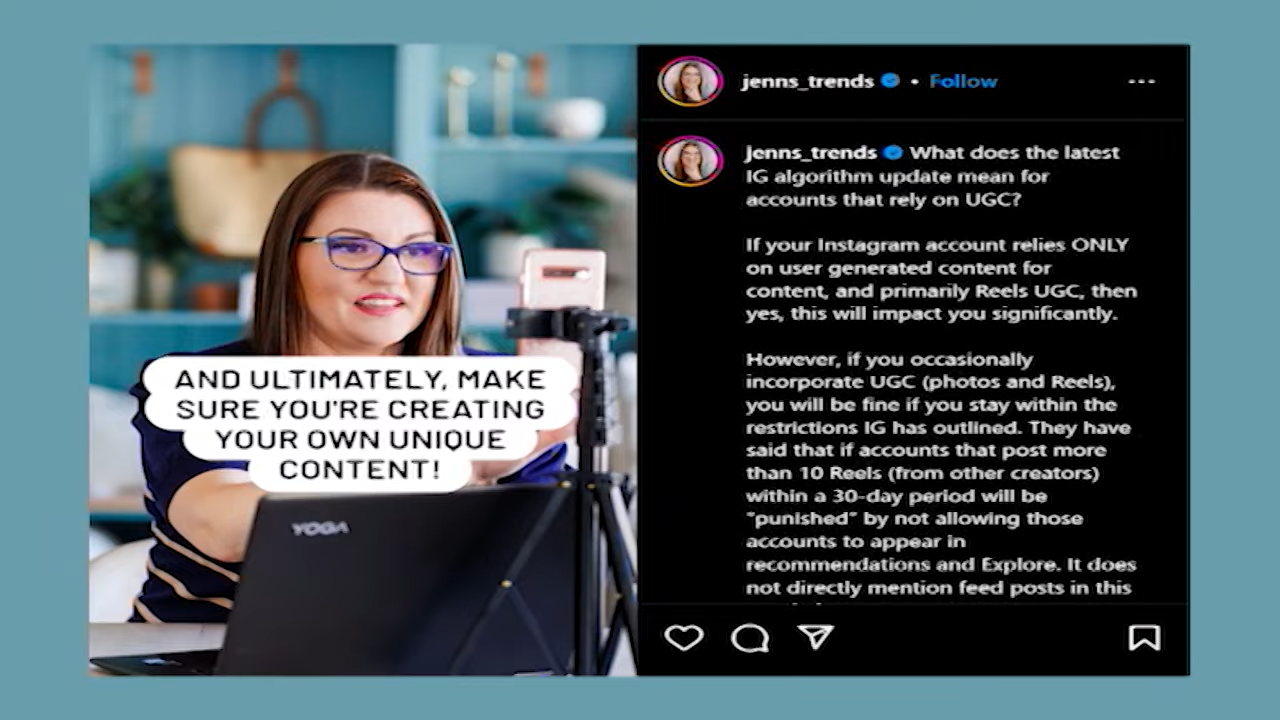 AND ULTIMATELY, MAKE
SURE YOU'RE CREATING
YOUR OWN UNIQUE
CONTENT!
YOGA
jenns_trends • Follow
jenns_trends What does the latest
IG algorithm update mean for
accounts that rely on UGC?
If your Instagram account relies ONLY
on user generated content for
content, and primarily Reels UGC, then
yes, this will impact you significantly.
However, if you occasionally
incorporate UGC (photos and Reels),
you will be fine if you stay within the
restrictions IG has outlined. They have
said that if accounts that post more
than 10 Reels (from other creators)
within a 30-day period will be
"punished" by not allowing those
accounts to appear in
recommendations and Explore. It does
not directly mention feed posts in this